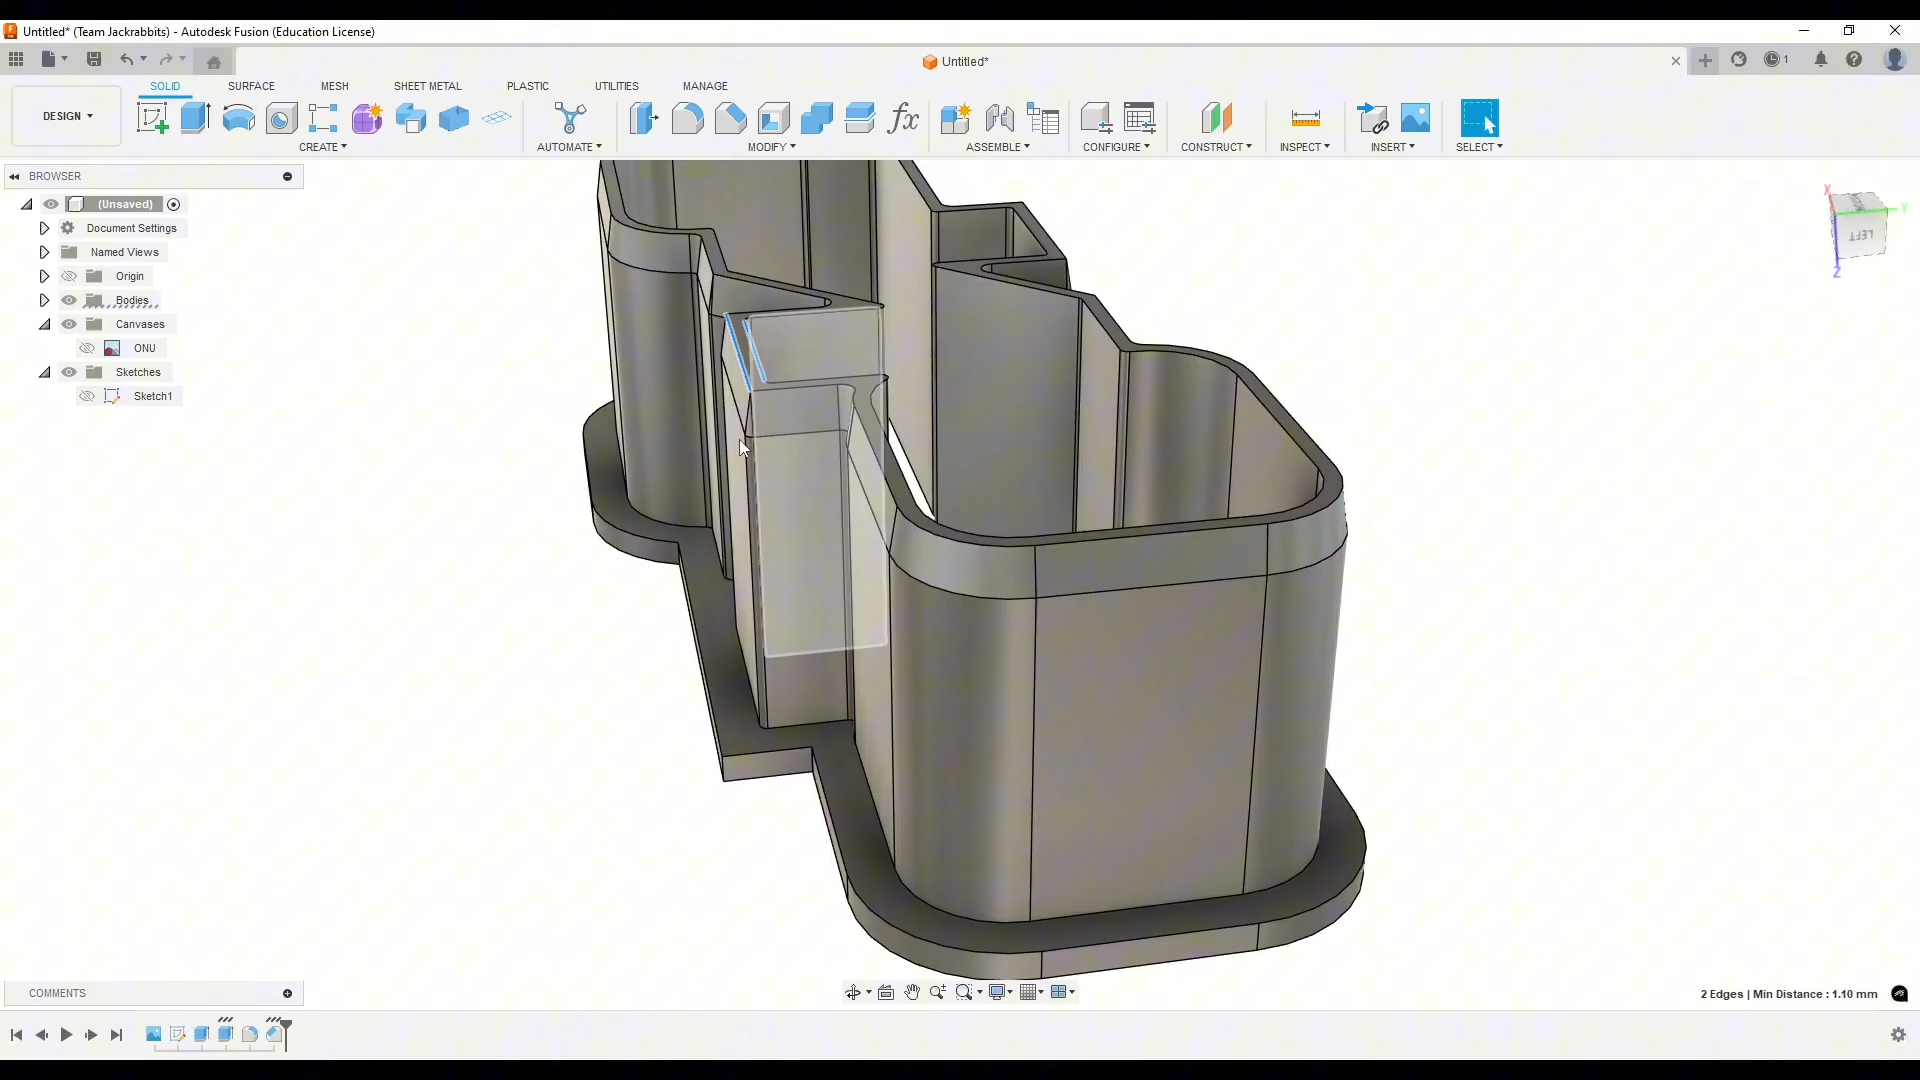 Untitled* (Team Jackrabbits) - Autodesk Fusion (Education License)
Untitled*
1
SOLID
SURFACE
MESH
SHEET METAL
PLASTIC
UTILITIES
MANAGE
DESIGN
fx
CREATE
AUTOMATE
MODIFY
ASSEMBLE
CONFIGURE
CONSTRUCT
INSPECT
INSERT
SELECT
BROWSER
(Unsaved)
Document Settings
Named Views
Origin
Bodies
Canvases
ONU
Sketches
Sketch1
X
Y
LEFT
Z
COMMENTS
2 Edges | Min Distance : 1.10 mm